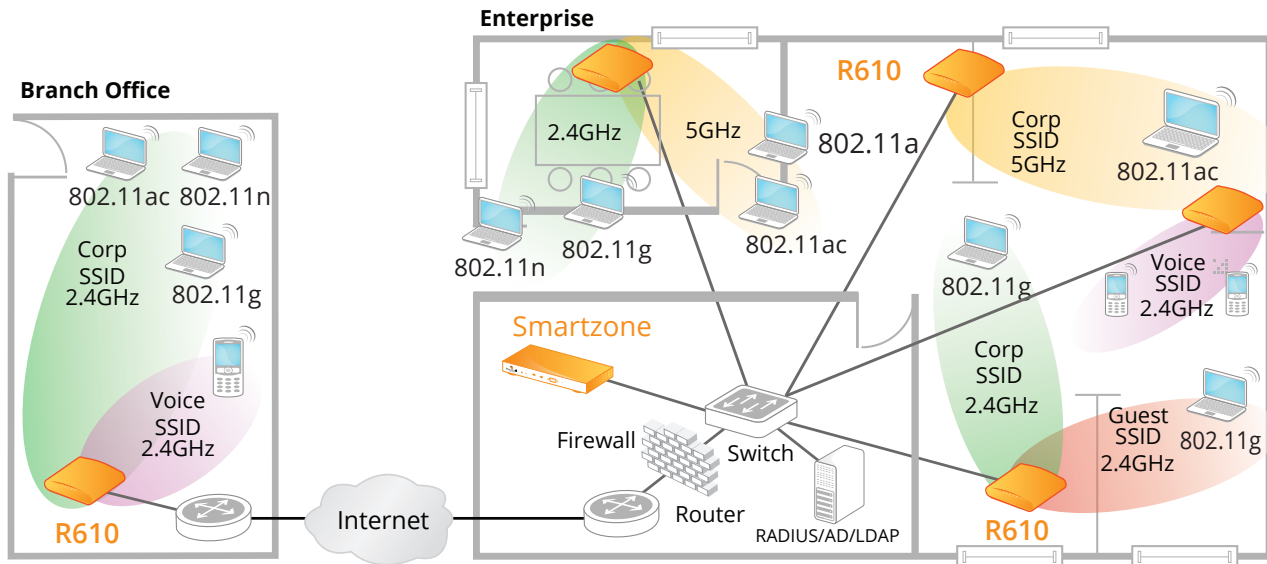 Enterprise
Branch Office
802.11ac
802.11n
Corp
SSID
2.4GHz
802.11g
Voice
SSID
2.4GHz
R610
Internet
2.4GHz
5GHz
802.11a
802.11n
802.11g
802.11ac
R610
Corp
SSID
5GHz
802.11ac
Voice
SSID
2.4GHz
802.11g
Corp
SSID
2.4GHz
Guest
SSID
2.4GHz
802.11g
R610
Smartzone
Firewall
Switch
Router
RADIUS/AD/LDAP